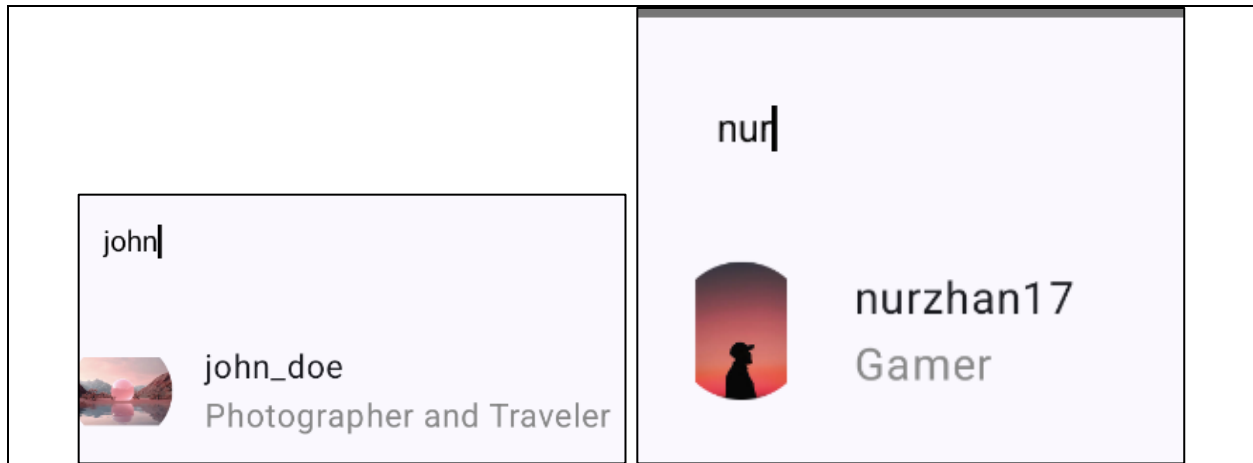 john
john_doe
Photographer and Traveler
nur
nurzhan17
Gamer